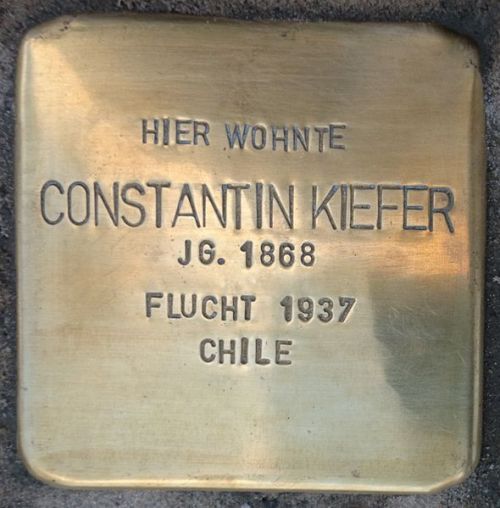 HIER WOHNTE
CONSTANTIN KIEFER
JG. 1868
FLUCHT 1937
CHILE